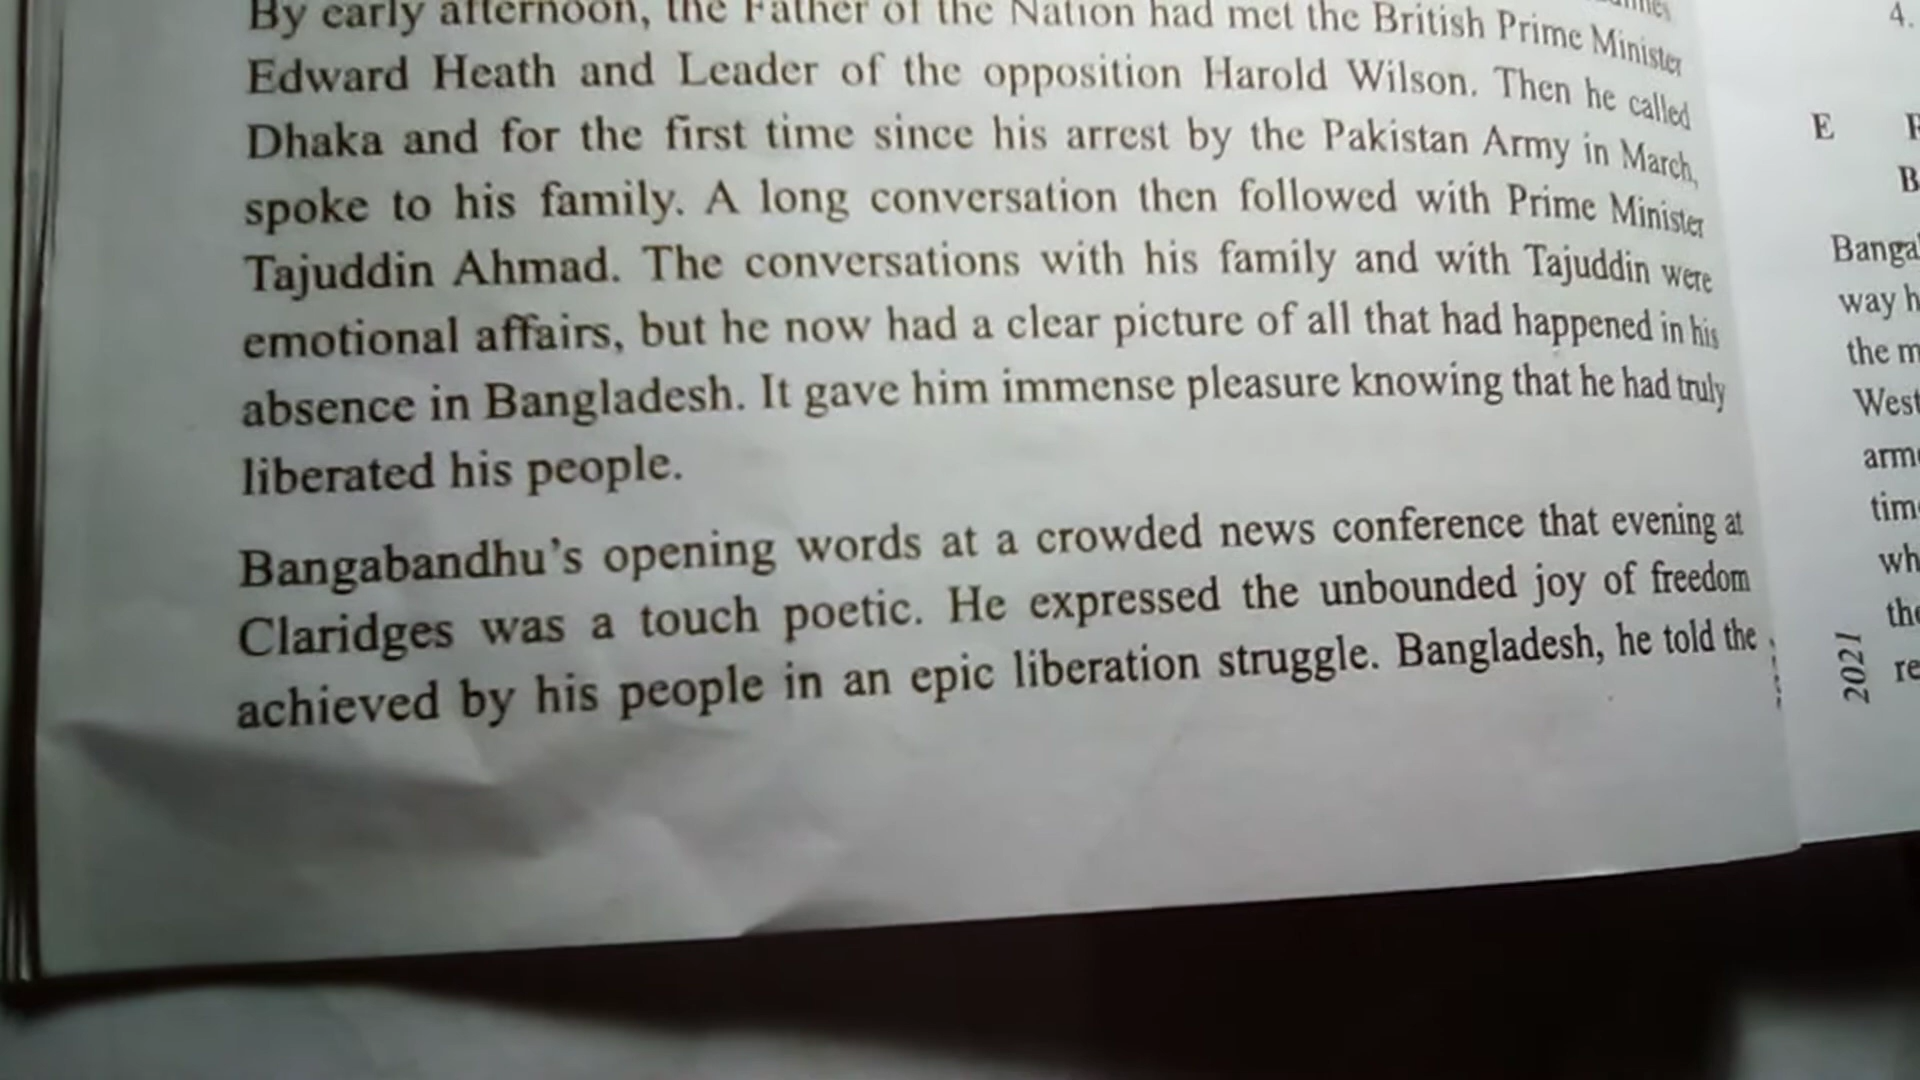 By early afternoon, the Father of the Nation had met the British Prime Minister
Edward Heath and Leader of the opposition Harold Wilson. Then he called
Dhaka and for the first time since his arrest by the Pakistan Army in March,
spoke to his family. A long conversation then followed with Prime Minister
Tajuddin Ahmad. The conversations with his family and with Tajuddin were
emotional affairs, but he now had a clear picture of all that had happened in his
absence in Bangladesh. It gave him immense pleasure knowing that he had truly
liberated his people.
Bangabandhu's opening words at a crowded news conference that evening at
Claridges was a touch poetic. He expressed the unbounded joy of freedom
achieved by his people in an epic liberation struggle. Bangladesh, he told the
2021
4.
E
B
way
the
West